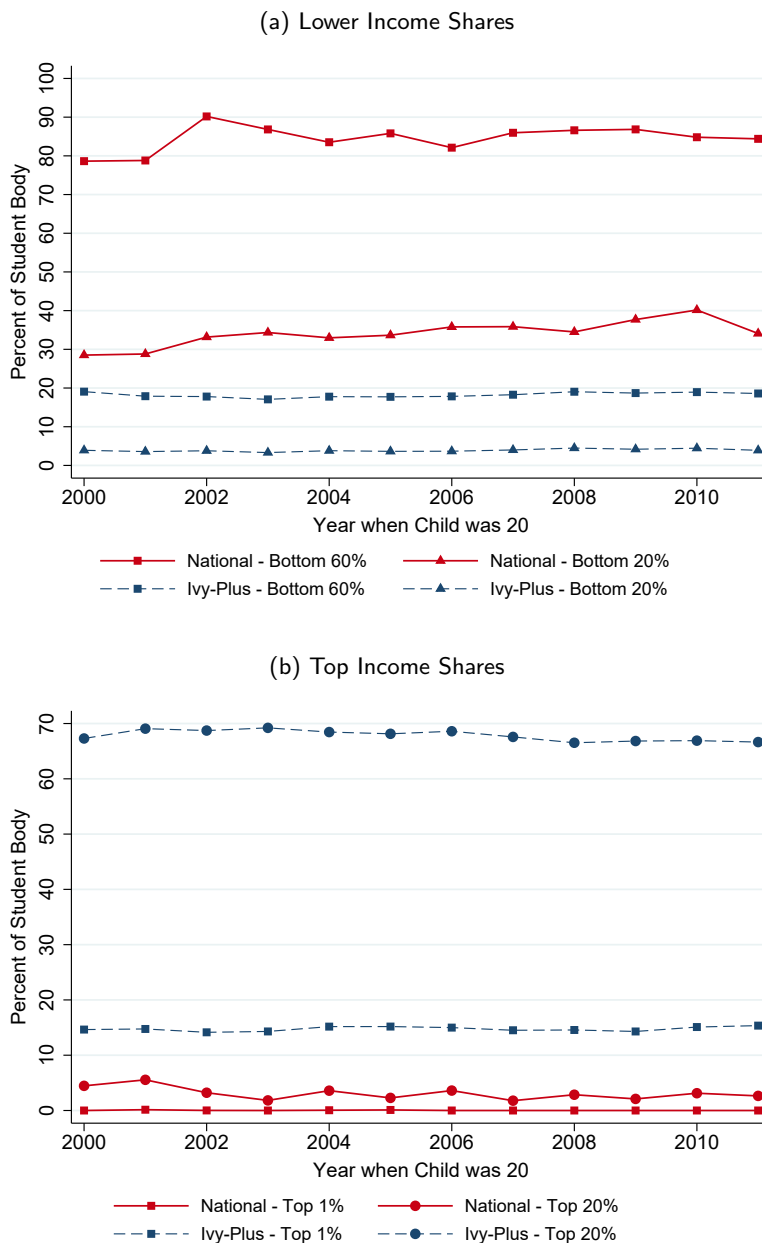 (a) Lower Income Shares
100
90
80
70
60
50
40
30
20
10
0
Percent of Student Body
2000 2002 2004 2006 2008 2010
Year when Child was 20
National - Bottom 60% National - Bottom 20%
Ivy-Plus - Bottom 60% Ivy-Plus - Bottom 20%
(b) Top Income Shares
70
60
50
40
30
20
10
0
Percent of Student Body
2000 2002 2004 2006 2008 2010
Year when Child was 20
National - Top 1% National - Top 20%
Ivy-Plus - Top 1% Ivy-Plus - Top 20%